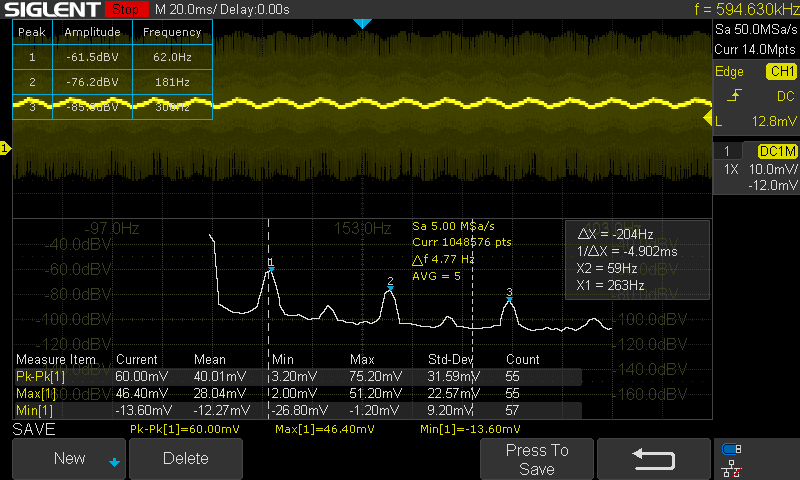 SIGLENT Stop M 20.0ms/ Delay:0.00s f = 594.630kHz
Sa 50.0MSa/s
Curr 14.0Mpts
Peak Amplitude Frequency
1 -61.5dBV 62.0Hz
2 -76.2dBV 181Hz
3 -85.6dBV 300Hz
Edge CH1
DC
L 12.8mV
1 DC1M
1X 10.0mV/
-12.0mV
1
-97.0Hz 153.0Hz
Sa 5.00 MSa/s
Curr 1048576 pts
Δf 4.77 Hz
AVG = 5
ΔX = -204Hz
1/ΔX = -4.902ms
X2 = 59Hz
X1 = 263Hz
-40.0dBV
-60.0dBV
-80.0dBV
-100.0dBV -100.0dBV
-120.0dBV
1 2 3
Measure Item Current Mean Min Max Std-Dev Count
Pk-Pk[1] 60.00mV 40.01mV 3.20mV 75.20mV 31.59mV 55
Max[1] 46.40mV 28.04mV 2.00mV 51.20mV 22.57mV 55
Min[1] -13.60mV -12.27mV -26.80mV -1.20mV 9.20mV 57
-160.0dBV
SAVE Pk-Pk[1]=60.00mV Max[1]=46.40mV Min[1]=-13.60mV
New Delete Press To
Save